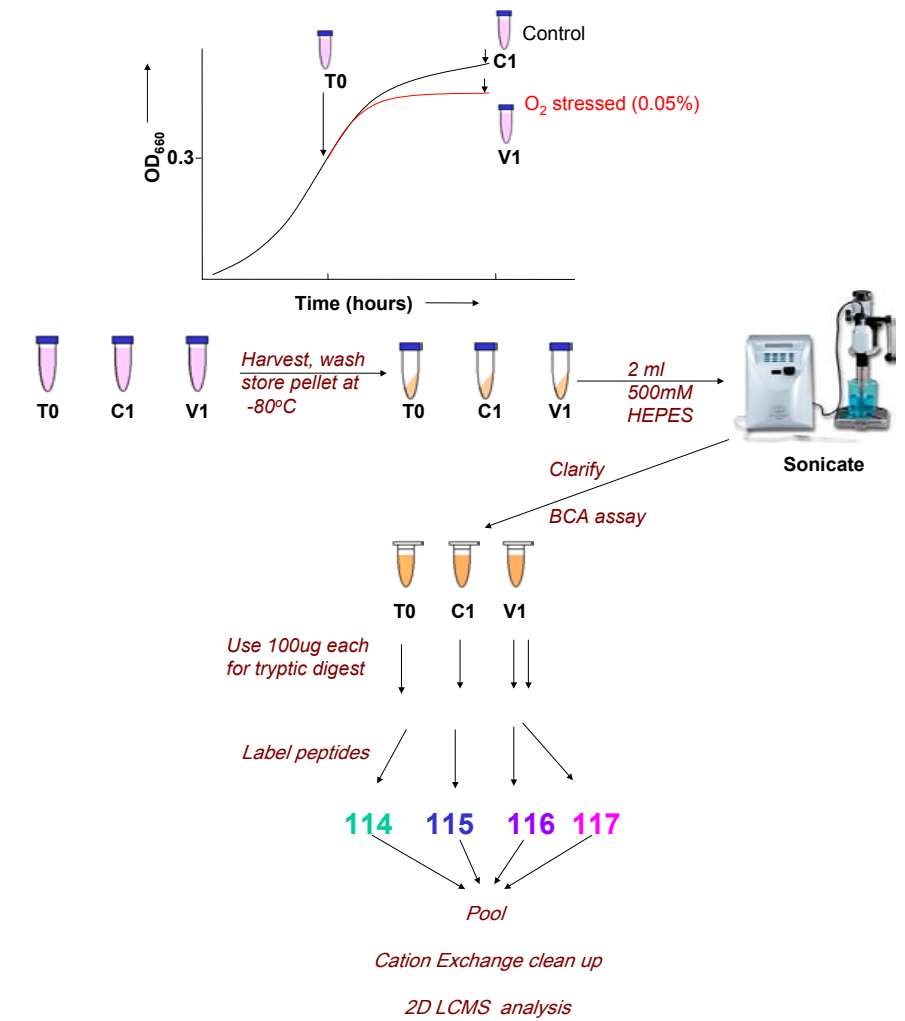 Control
T0
C1
O2 stressed (0.05%)
V1
OD660
0.3
Time (hours)
T0 C1 V1
Harvest, wash
store pellet at
-80°C
T0 C1 V1
2 ml
500mM
HEPES
Sonicate
Clarify
BCA assay
T0 C1 V1
Use 100ug each
for tryptic digest
Label peptides
114 115 116 117
Pool
Cation Exchange clean up
2D LCMS analysis